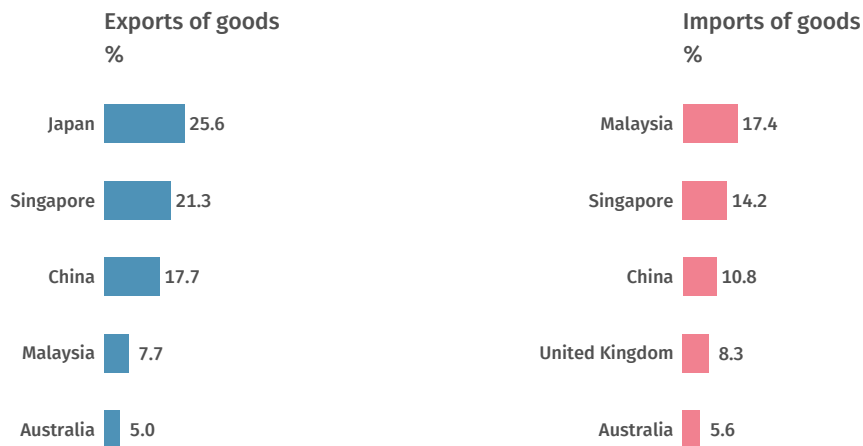 Exports of goods
%
Japan 25.6
Singapore 21.3
China 17.7
Malaysia 7.7
Australia 5.0
Imports of goods
%
Malaysia 17.4
Singapore 14.2
China 10.8
United Kingdom 8.3
Australia 5.6